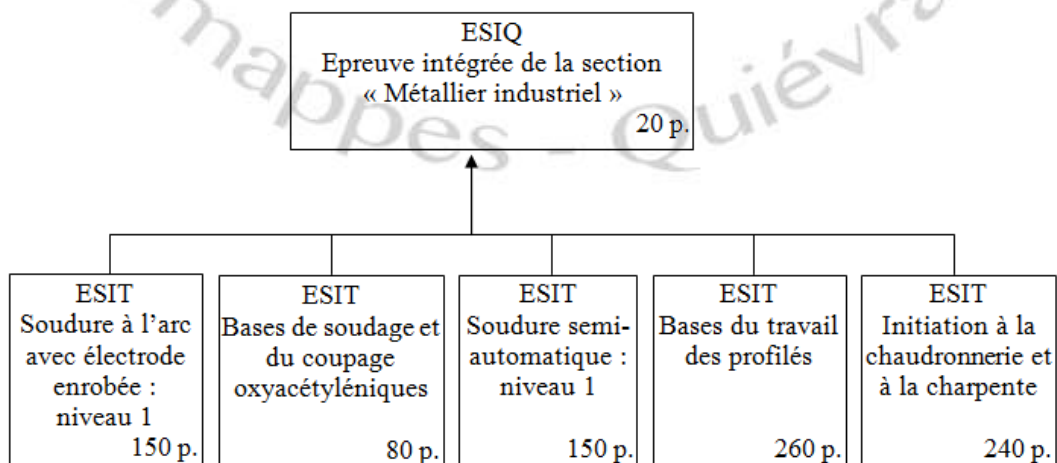 mappes - Quiévra
ESIQ
Epreuve intégrée de la section
« Métallier industriel »
20 p.
ESIT
Soudure à l’arc
avec électrode
enrobée :
niveau 1
150 p.
ESIT
Bases de soudage et
du coupage
oxyacétyléniques
80 p.
ESIT
Soudure semi-
automatique :
niveau 1
150 p.
ESIT
Bases du travail
des profilés
260 p.
ESIT
Initiation à la
chaudronnerie et
à la charpente
240 p.